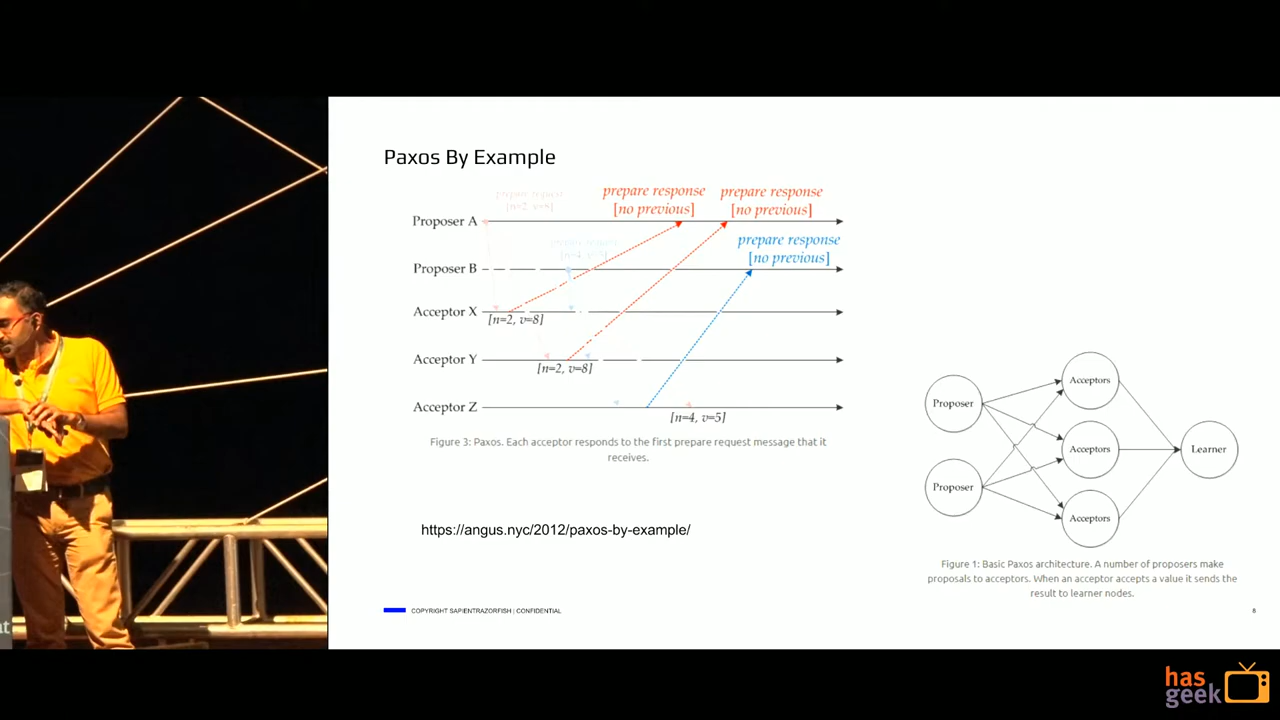 Paxos By Example
prepare request
[n=2, v=8]
prepare response
[no previous]
prepare response
[no previous]
Proposer A
prepare response
[no previous]
Proposer B
Acceptor X
[n=2, v=8]
Acceptor Y
[n=2, v=8]
Acceptor Z
[n=4, v=5]
Figure 3: Paxos. Each acceptor responds to the first prepare request message that it
receives.
https://angus.nyc/2012/paxos-by-example/
COPYRIGHT SAPIENTRAZORFISH | CONFIDENTIAL
Proposer
Proposer
Acceptors
Acceptors
Acceptors
Learner
Figure 1: Basic Paxos architecture. A number of proposers make
proposals to acceptors. When an acceptor accepts a value it sends the
result to learner nodes.
8
has
geek